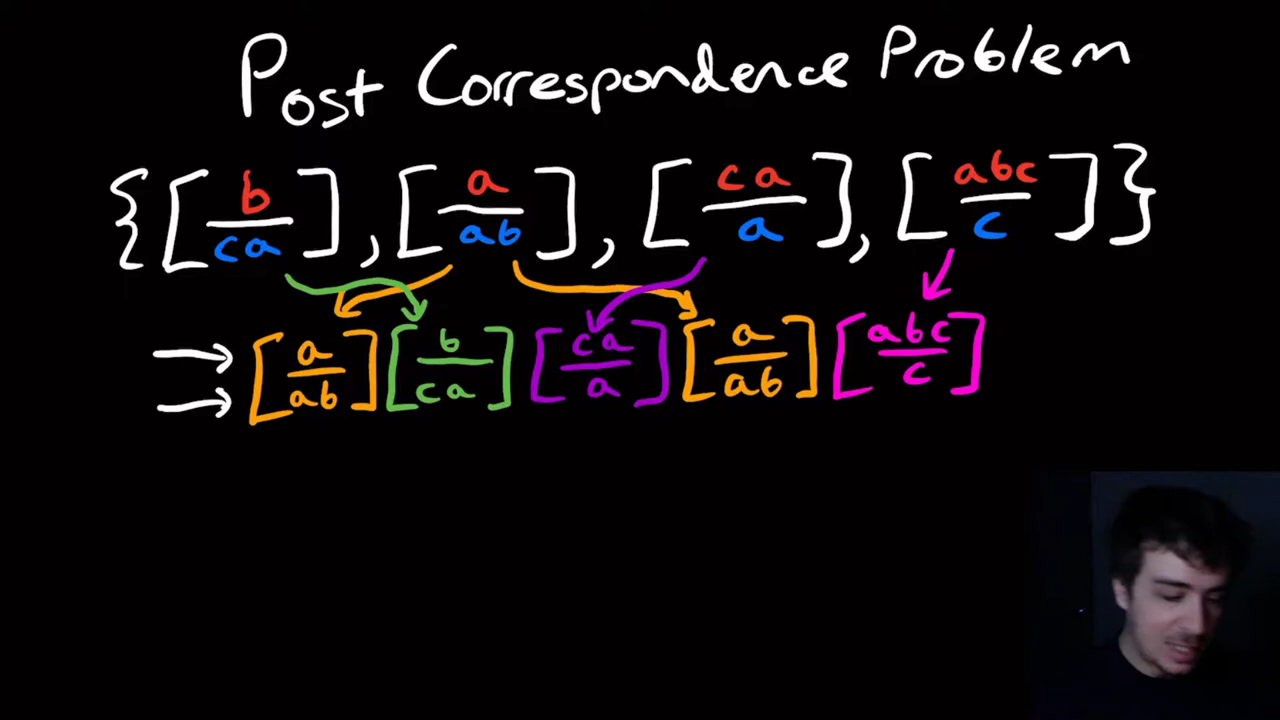 Post Correspondence Problem
{[b/ca], [a/ab], [ca/a], [abc/c]}
[a/ab][b/ca][ca/a][a/ab][abc/c]